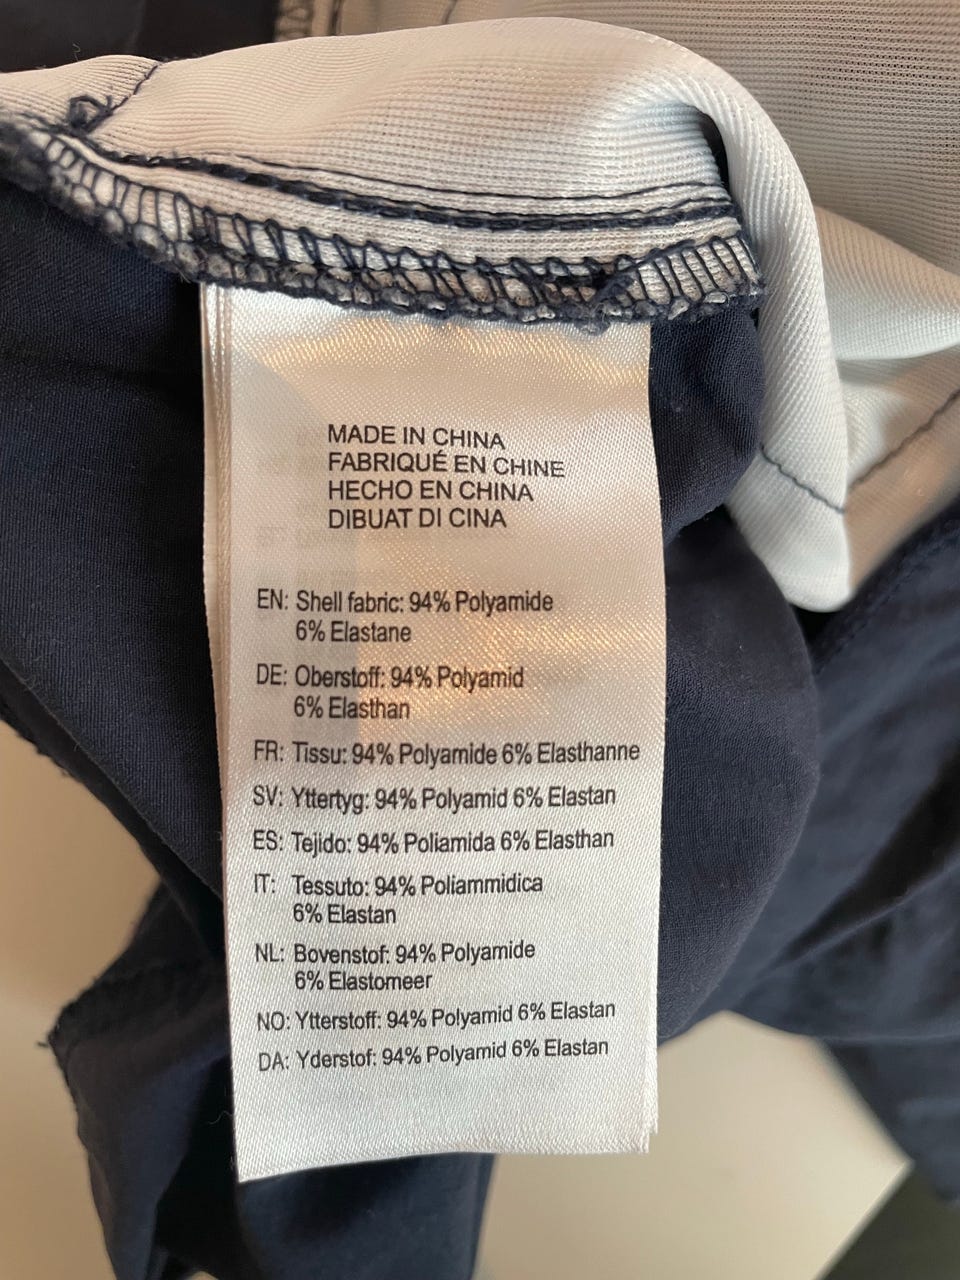 MADE IN CHINA
FABRIQUÉ EN CHINE
HECHO EN CHINA
DIBUAT DI CINA
EN: Shell fabric: 94% Polyamide
6% Elastane
DE: Oberstoff: 94% Polyamid
6% Elasthan
FR: Tissu: 94% Polyamide 6% Elasthanne
SV: Yttertyg: 94% Polyamid 6% Elastan
ES: Tejido: 94% Poliamida 6% Elasthan
IT: Tessuto: 94% Poliammidica
6% Elastan
NL: Bovenstof: 94% Polyamide
6% Elastomeer
NO: Ytterstoff: 94% Polyamid 6% Elastan
DA: Yderstof: 94% Polyamid 6% Elastan